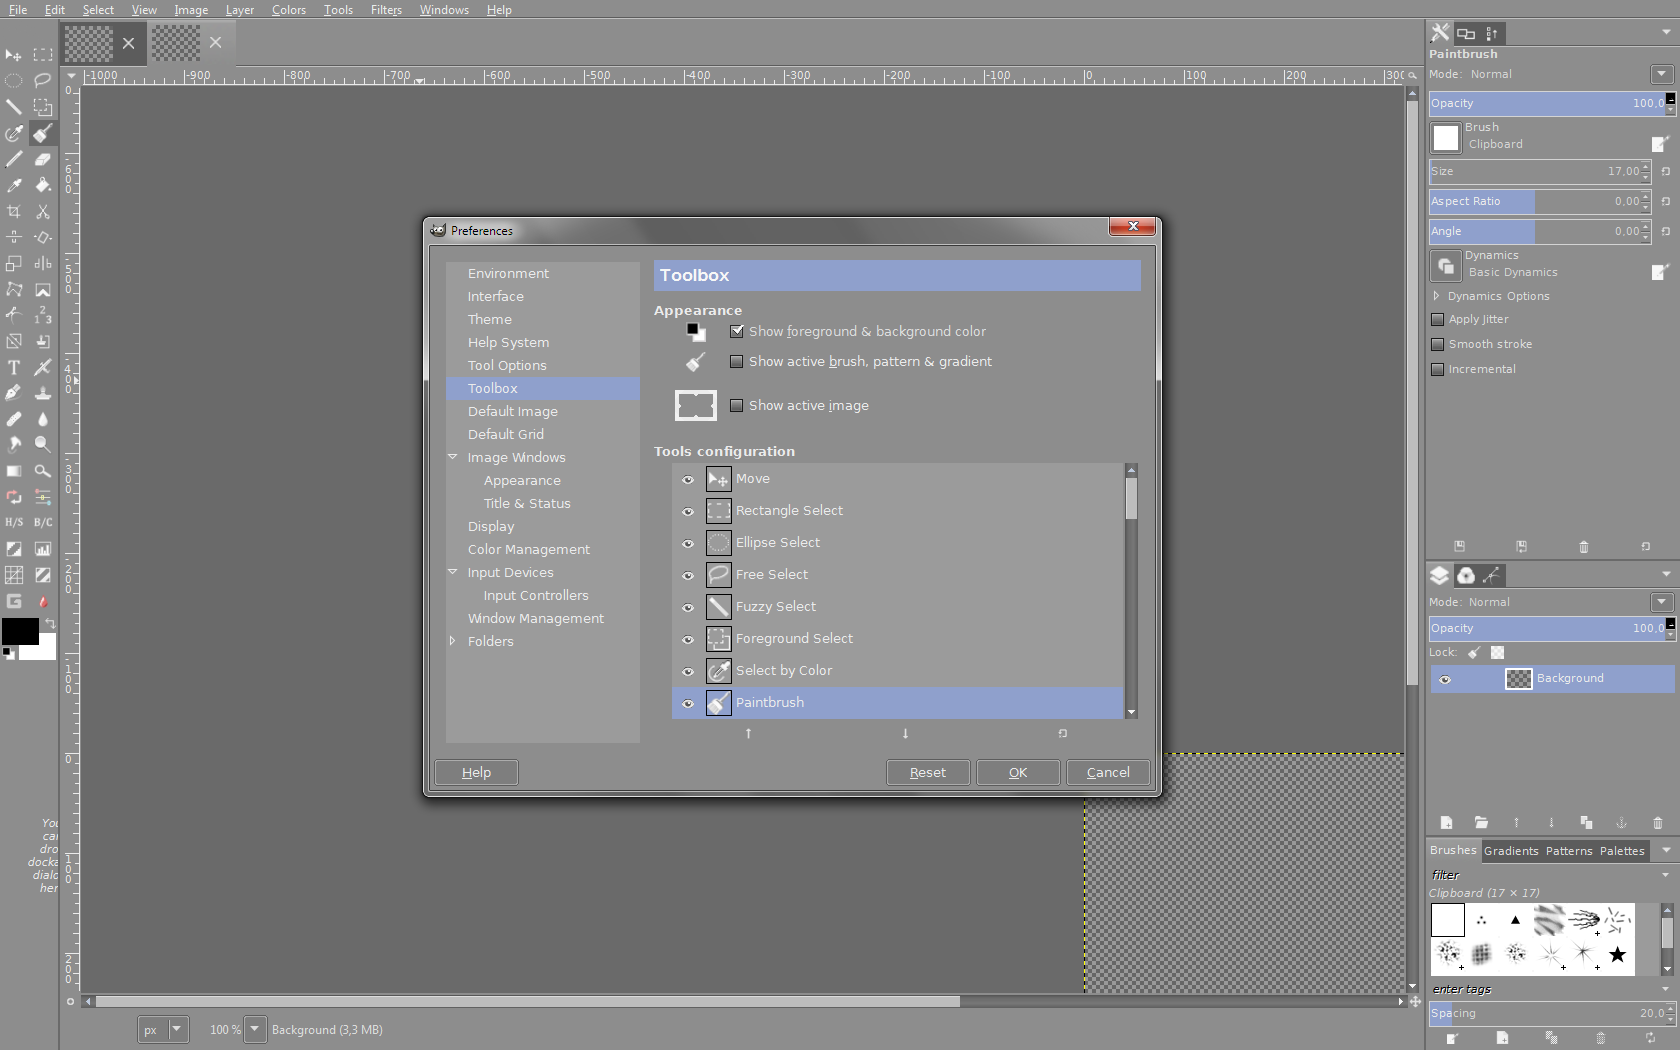 File Edit Select View Image Layer Colors Tools Filters Windows Help
-1000 -900 -800 -700 -600 -500 -400 -300 -200 -100 0 100 200 300
Paintbrush
Mode: Normal
Opacity 100,0
Brush
Clipboard
Size 17,00
Aspect Ratio 0,00
Angle 0,00
Dynamics
Basic Dynamics
Dynamics Options
Apply Jitter
Smooth stroke
Incremental
Preferences
Environment
Interface
Theme
Help System
Tool Options
Toolbox
Default Image
Default Grid
Image Windows
Appearance
Title & Status
Display
Color Management
Input Devices
Input Controllers
Window Management
Folders
Toolbox
Appearance
Show foreground & background color
Show active brush, pattern & gradient
Show active image
Tools configuration
Move
Rectangle Select
Ellipse Select
Free Select
Fuzzy Select
Foreground Select
Select by Color
Paintbrush
Help Reset OK Cancel
H/S B/C
You
can
dro
docka
dialo
her
Mode: Normal
Opacity 100,0
Lock:
Background
Brushes Gradients Patterns Palettes
filter
Clipboard (17 × 17)
enter tags
Spacing 20,0
px 100 % Background (3,3 MB)